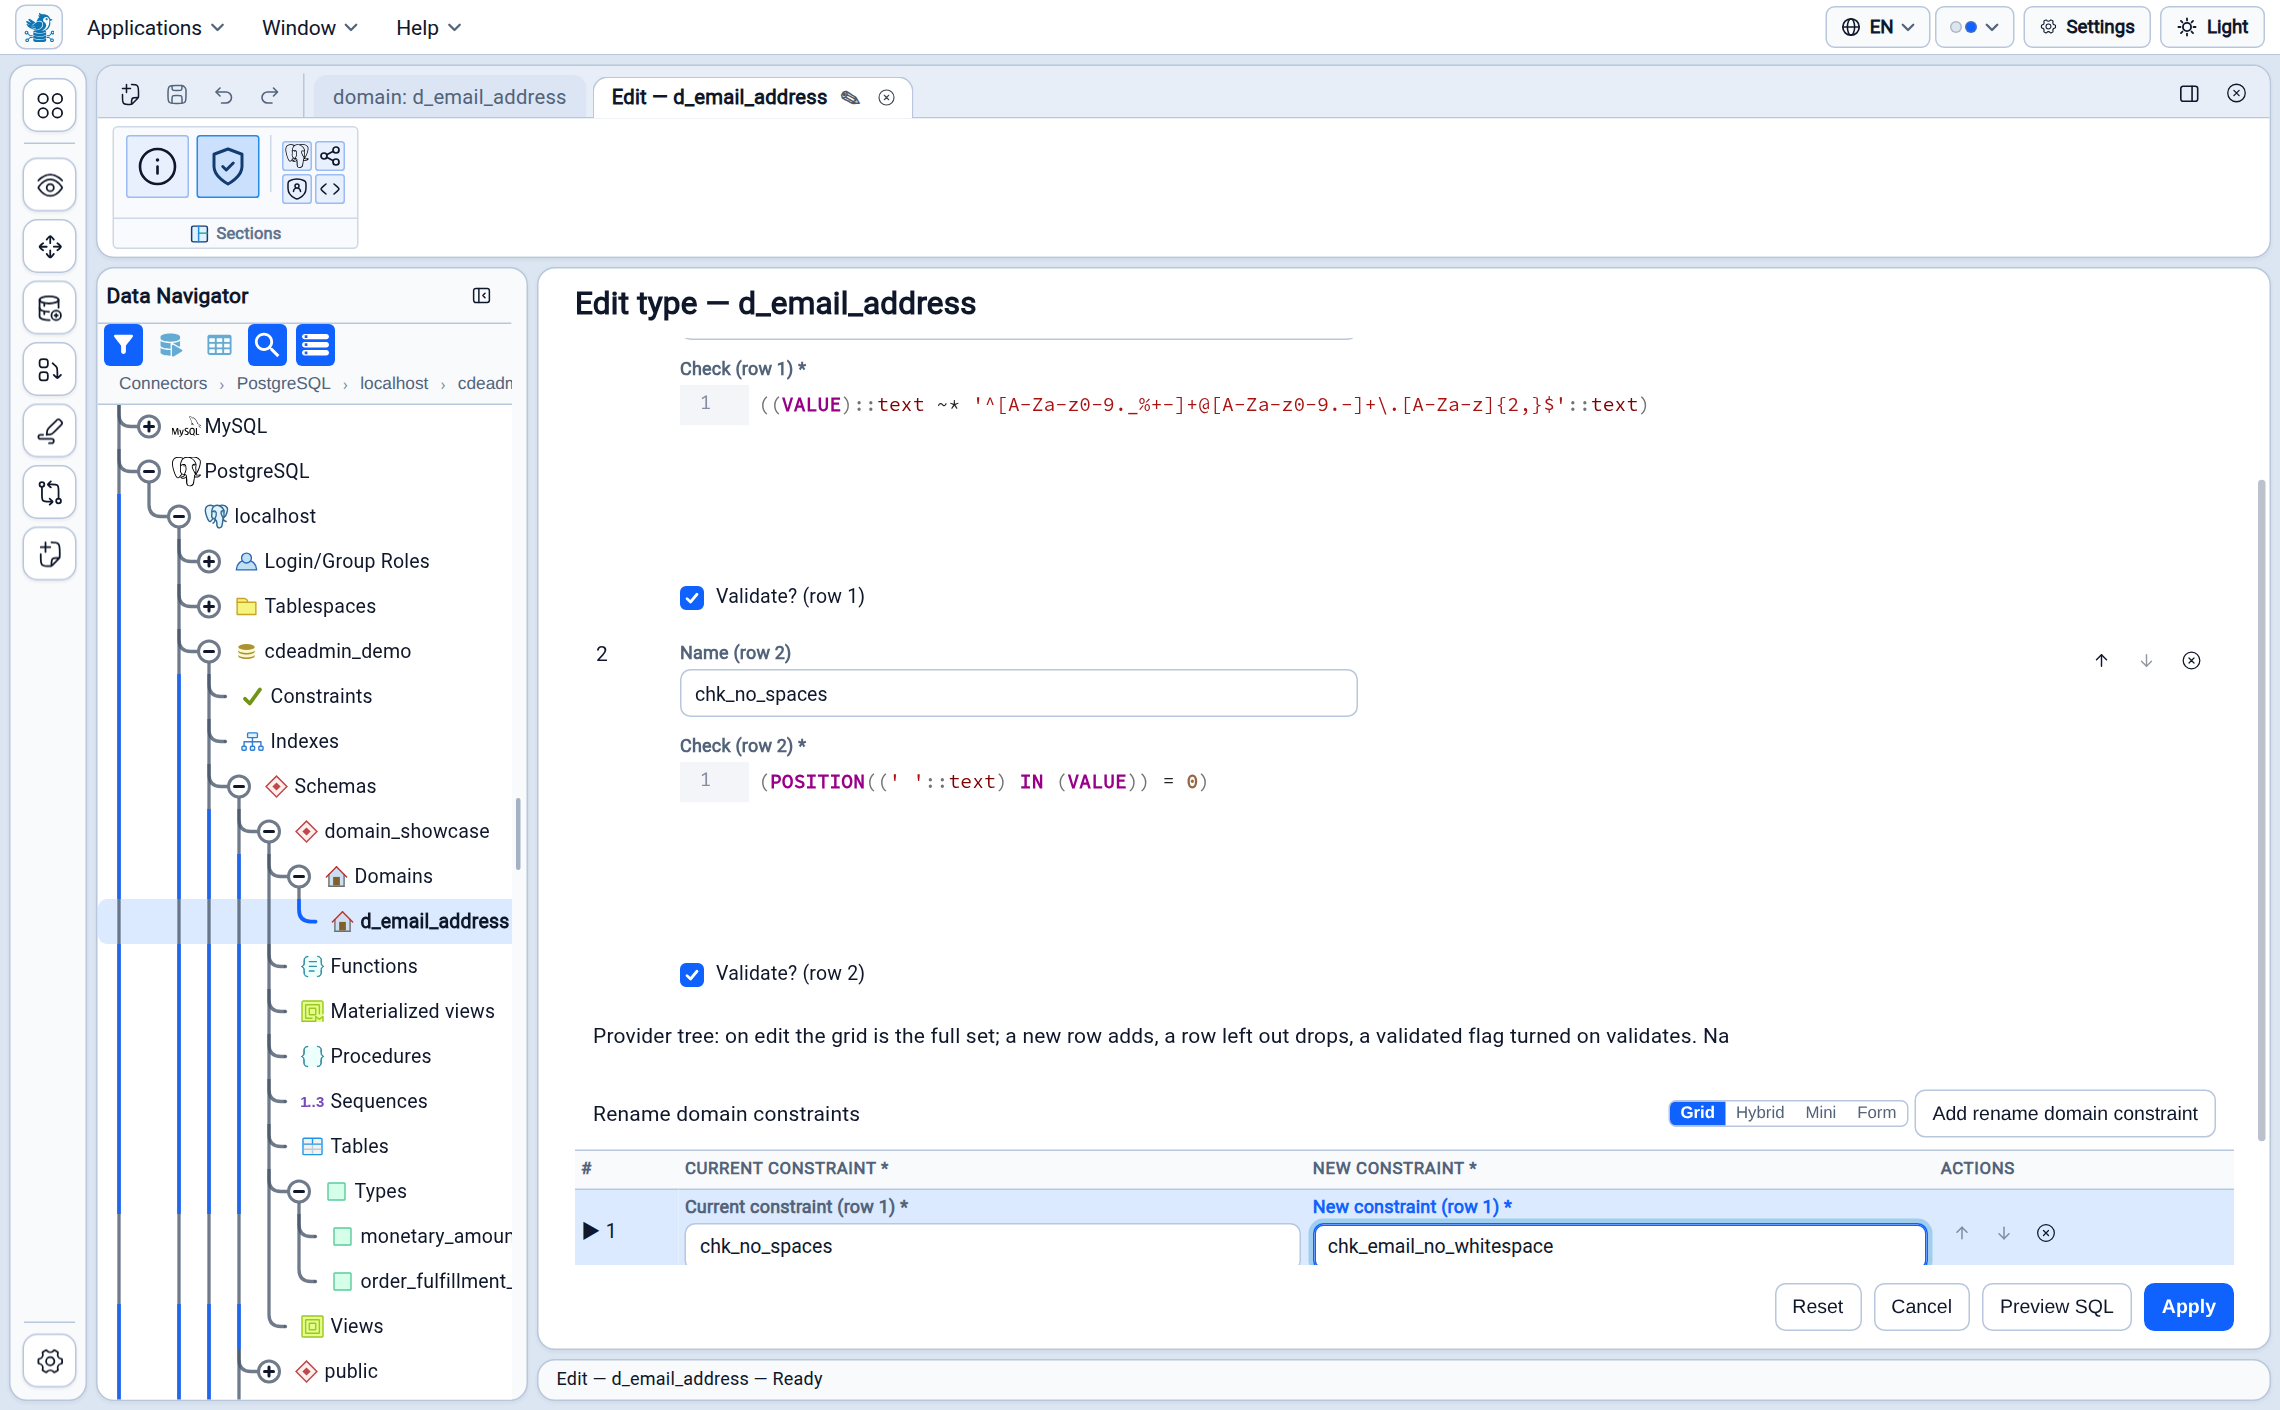 Applications
Window
Help
EN
Settings
Light
domain: d_email_address
Edit — d_email_address
Sections
Data Navigator
Connectors › PostgreSQL › localhost ›
MySQL
MySQL
PostgreSQL
localhost
Login/Group Roles
Tablespaces
cdeadmin_demo
Constraints
Indexes
Schemas
domain_showcase
Domains
d_email_address
Functions
Materialized views
Procedures
1..3 Sequences
Tables
Types
monetary_amoun
order_fulfillment_
Views
public
Edit type — d_email_address
Check (row 1) *
1 ((VALUE)::text ~* '^[A-Za-z0-9._%+-]+@[A-Za-z0-9.-]+\.[A-Za-z]{2,}$'::text)
Validate? (row 1)
2
Name (row 2)
chk_no_spaces
Check (row 2) *
1 (POSITION((' '::text) IN (VALUE)) = 0)
Validate? (row 2)
Provider tree: on edit the grid is the full set; a new row adds, a row left out drops, a validated flag turned on validates. Na
Rename domain constraints
Grid Hybrid Mini Form
Add rename domain constraint
# CURRENT CONSTRAINT * NEW CONSTRAINT * ACTIONS
Current constraint (row 1) * New constraint (row 1) *
1 chk_no_spaces chk_email_no_whitespace
Reset Cancel Preview SQL Apply
Edit — d_email_address — Ready